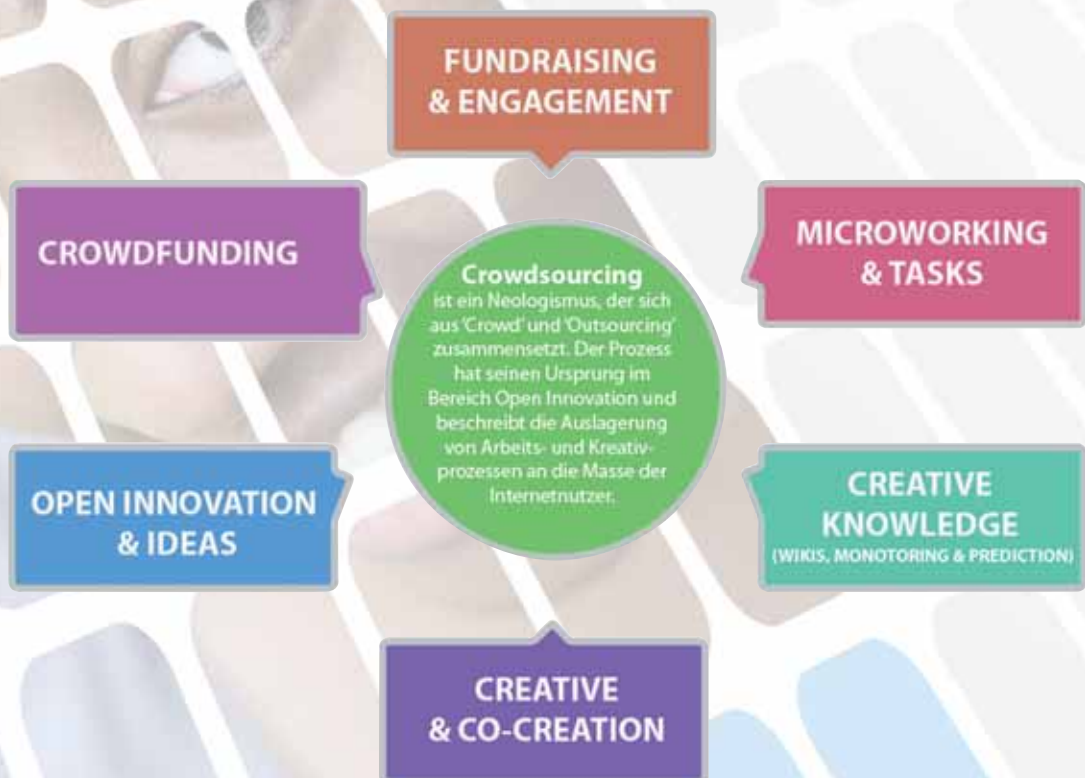 FUNDRAISING
& ENGAGEMENT
CROWDFUNDING
MICROWORKING
& TASKS
Crowdsourcing
ist ein Neologismus, der sich
aus 'Crowd' und 'Outsourcing'
zusammensetzt. Der Prozess
hat seinen Ursprung im
Bereich Open Innovation und
beschreibt die Auslagerung
von Arbeits- und Kreativ-
prozessen an die Masse der
Internetnutzer.
OPEN INNOVATION
& IDEAS
CREATIVE
KNOWLEDGE
(WIKIS, MONOTORING & PREDICTION)
CREATIVE
& CO-CREATION